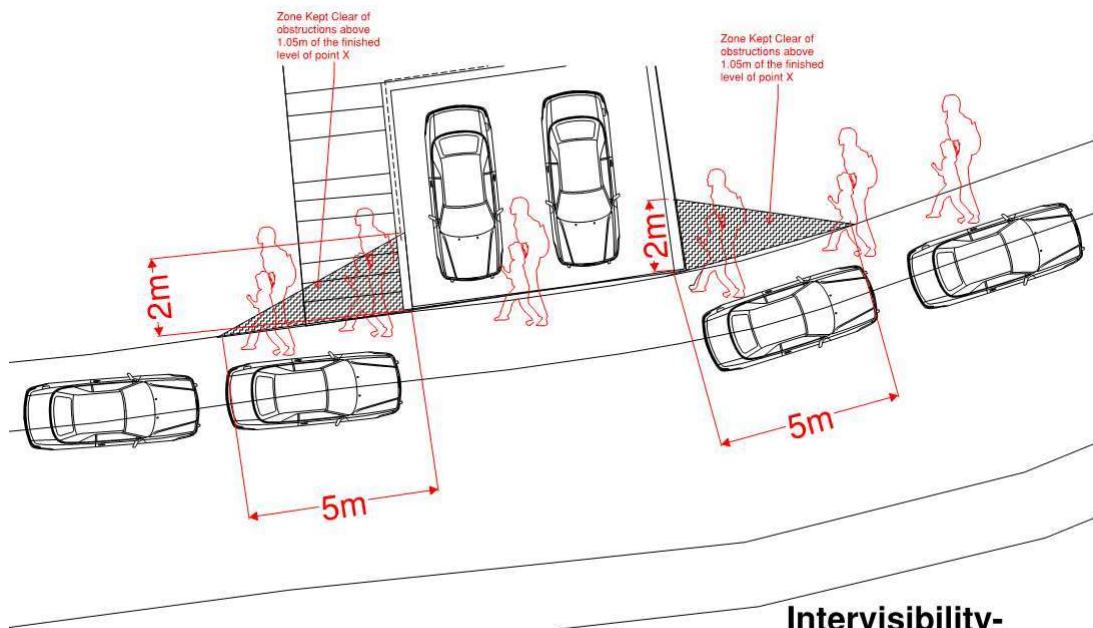 Zone Kept Clear of
obstructions above
1.05m of the finished
level of point X
Zone Kept Clear of
obstructions above
1.05m of the finished
level of point X
2m
2m
5m
5m
Intervisibility-